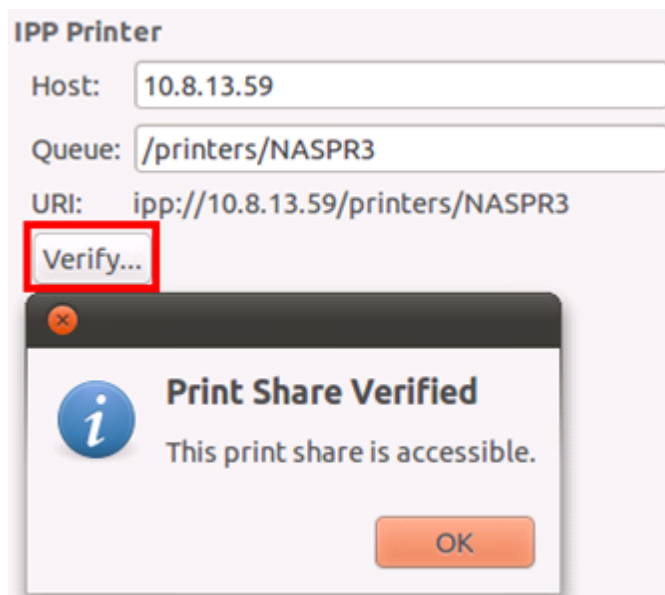 IPP Printer
Host: 10.8.13.59
Queue: /printers/NASPR3
URI: ipp://10.8.13.59/printers/NASPR3
Verify...
Print Share Verified
This print share is accessible.
OK